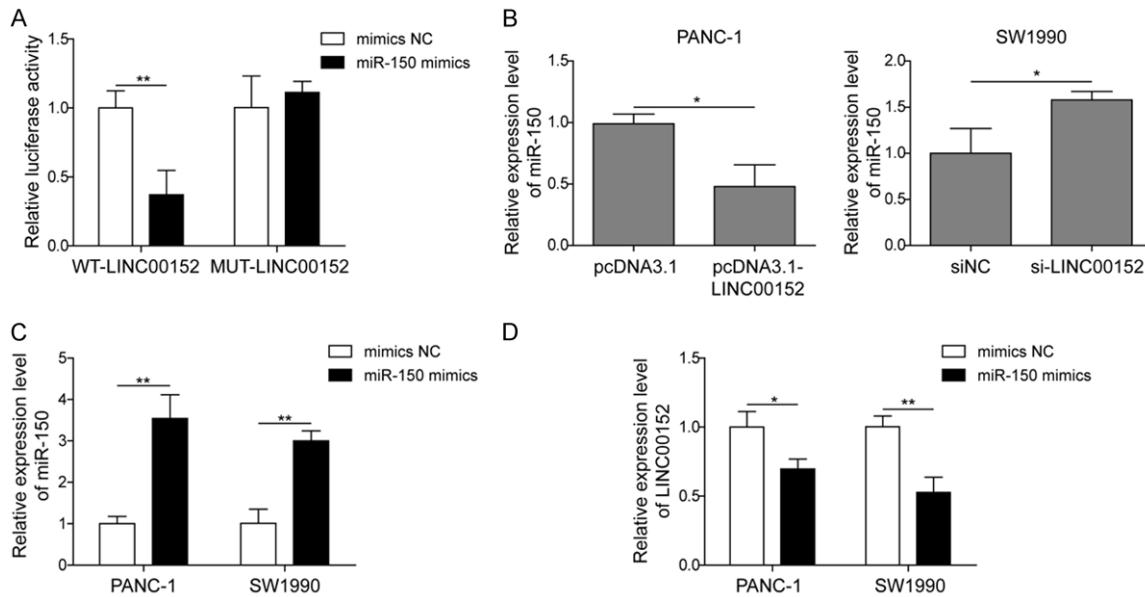 A
mimics NC
miR-150 mimics
Relative luciferase activity
1.5
1.0
0.5
0.0
**
WT-LINC00152
MUT-LINC00152
B
PANC-1
Relative expression level
of miR-150
1.5
1.0
0.5
0.0
*
pcDNA3.1
pcDNA3.1-
LINC00152
SW1990
Relative expression level
of miR-150
2.0
1.5
1.0
0.5
0.0
*
siNC
si-LINC00152
C
mimics NC
miR-150 mimics
Relative expression level
of miR-150
5
4
3
2
1
0
**
**
PANC-1
SW1990
D
mimics NC
miR-150 mimics
Relative expression level
of LINC00152
1.5
1.0
0.5
0.0
*
**
PANC-1
SW1990